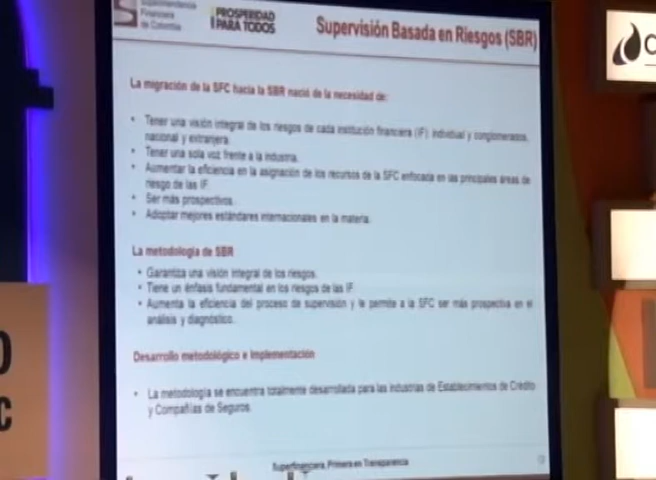 Superintendencia
Financiera
de Colombia
PROSPERIDAD
PARA TODOS
Supervisión Basada en Riesgos (SBR)
La migración de la SFC hacia la SBR nació de la necesidad de:
• Tener una visión integral de los riesgos de cada institución financiera (IF) individual y conglomerados,
nacional y extranjera.
• Tener una sola voz frente a la industria.
• Aumentar la eficiencia en la asignación de los recursos de la SFC enfocada en las principales áreas de
riesgo de las IF.
• Ser más prospectivos.
• Adoptar mejores estándares internacionales en la materia.
La metodología de SBR
• Garantiza una visión integral de los riesgos.
• Tiene un énfasis fundamental en los riesgos de las IF
• Aumenta la eficiencia del proceso de supervisión y le permite a la SFC ser más prospectiva en el
análisis y diagnóstico.
Desarrollo metodológico e Implementación
• La metodología se encuentra totalmente desarrollada para las industrias de Establecimientos de Crédito
y Compañías de Seguros.
Superfinanciera, Primera en Transparencia